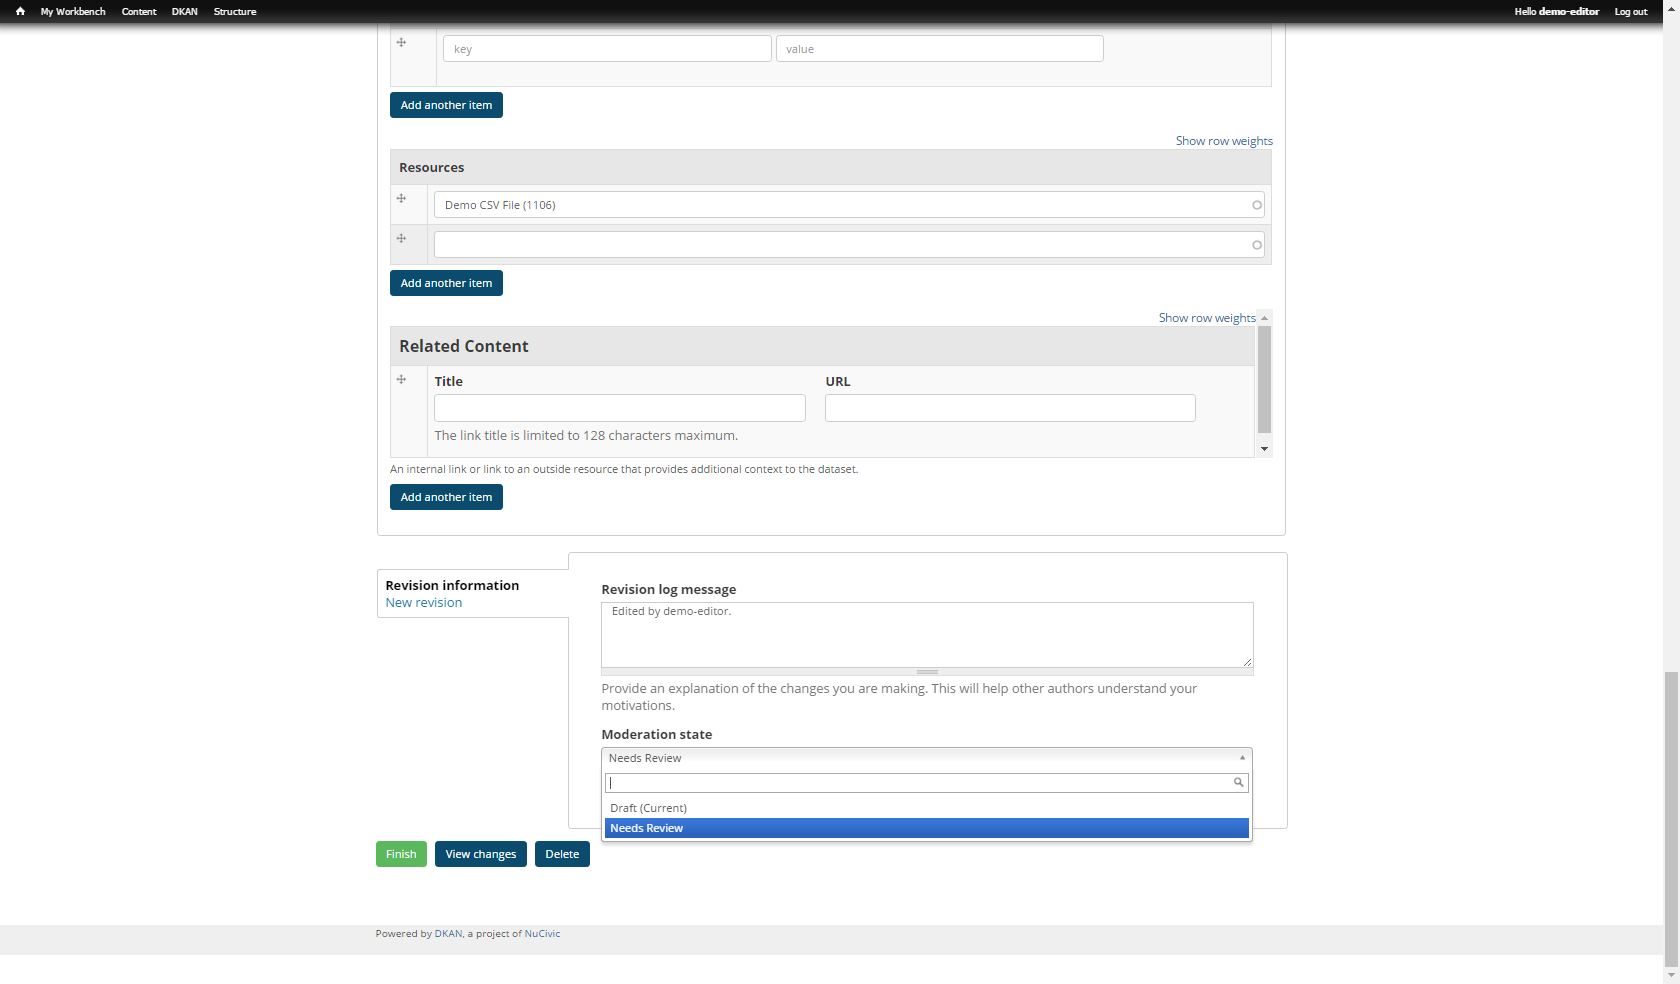 My Workbench Content DKAN Structure Hello demo-editor Log out
key value
Add another item
Show row weights
Resources
Demo CSV File (1106)
Add another item
Show row weights
Related Content
Title URL
The link title is limited to 128 characters maximum.
An internal link or link to an outside resource that provides additional context to the dataset.
Add another item
Revision information
New revision
Revision log message
Edited by demo-editor.
Provide an explanation of the changes you are making. This will help other authors understand your
motivations.
Moderation state
Needs Review
Draft (Current)
Needs Review
Finish View changes Delete
Powered by DKAN, a project of NuCivic